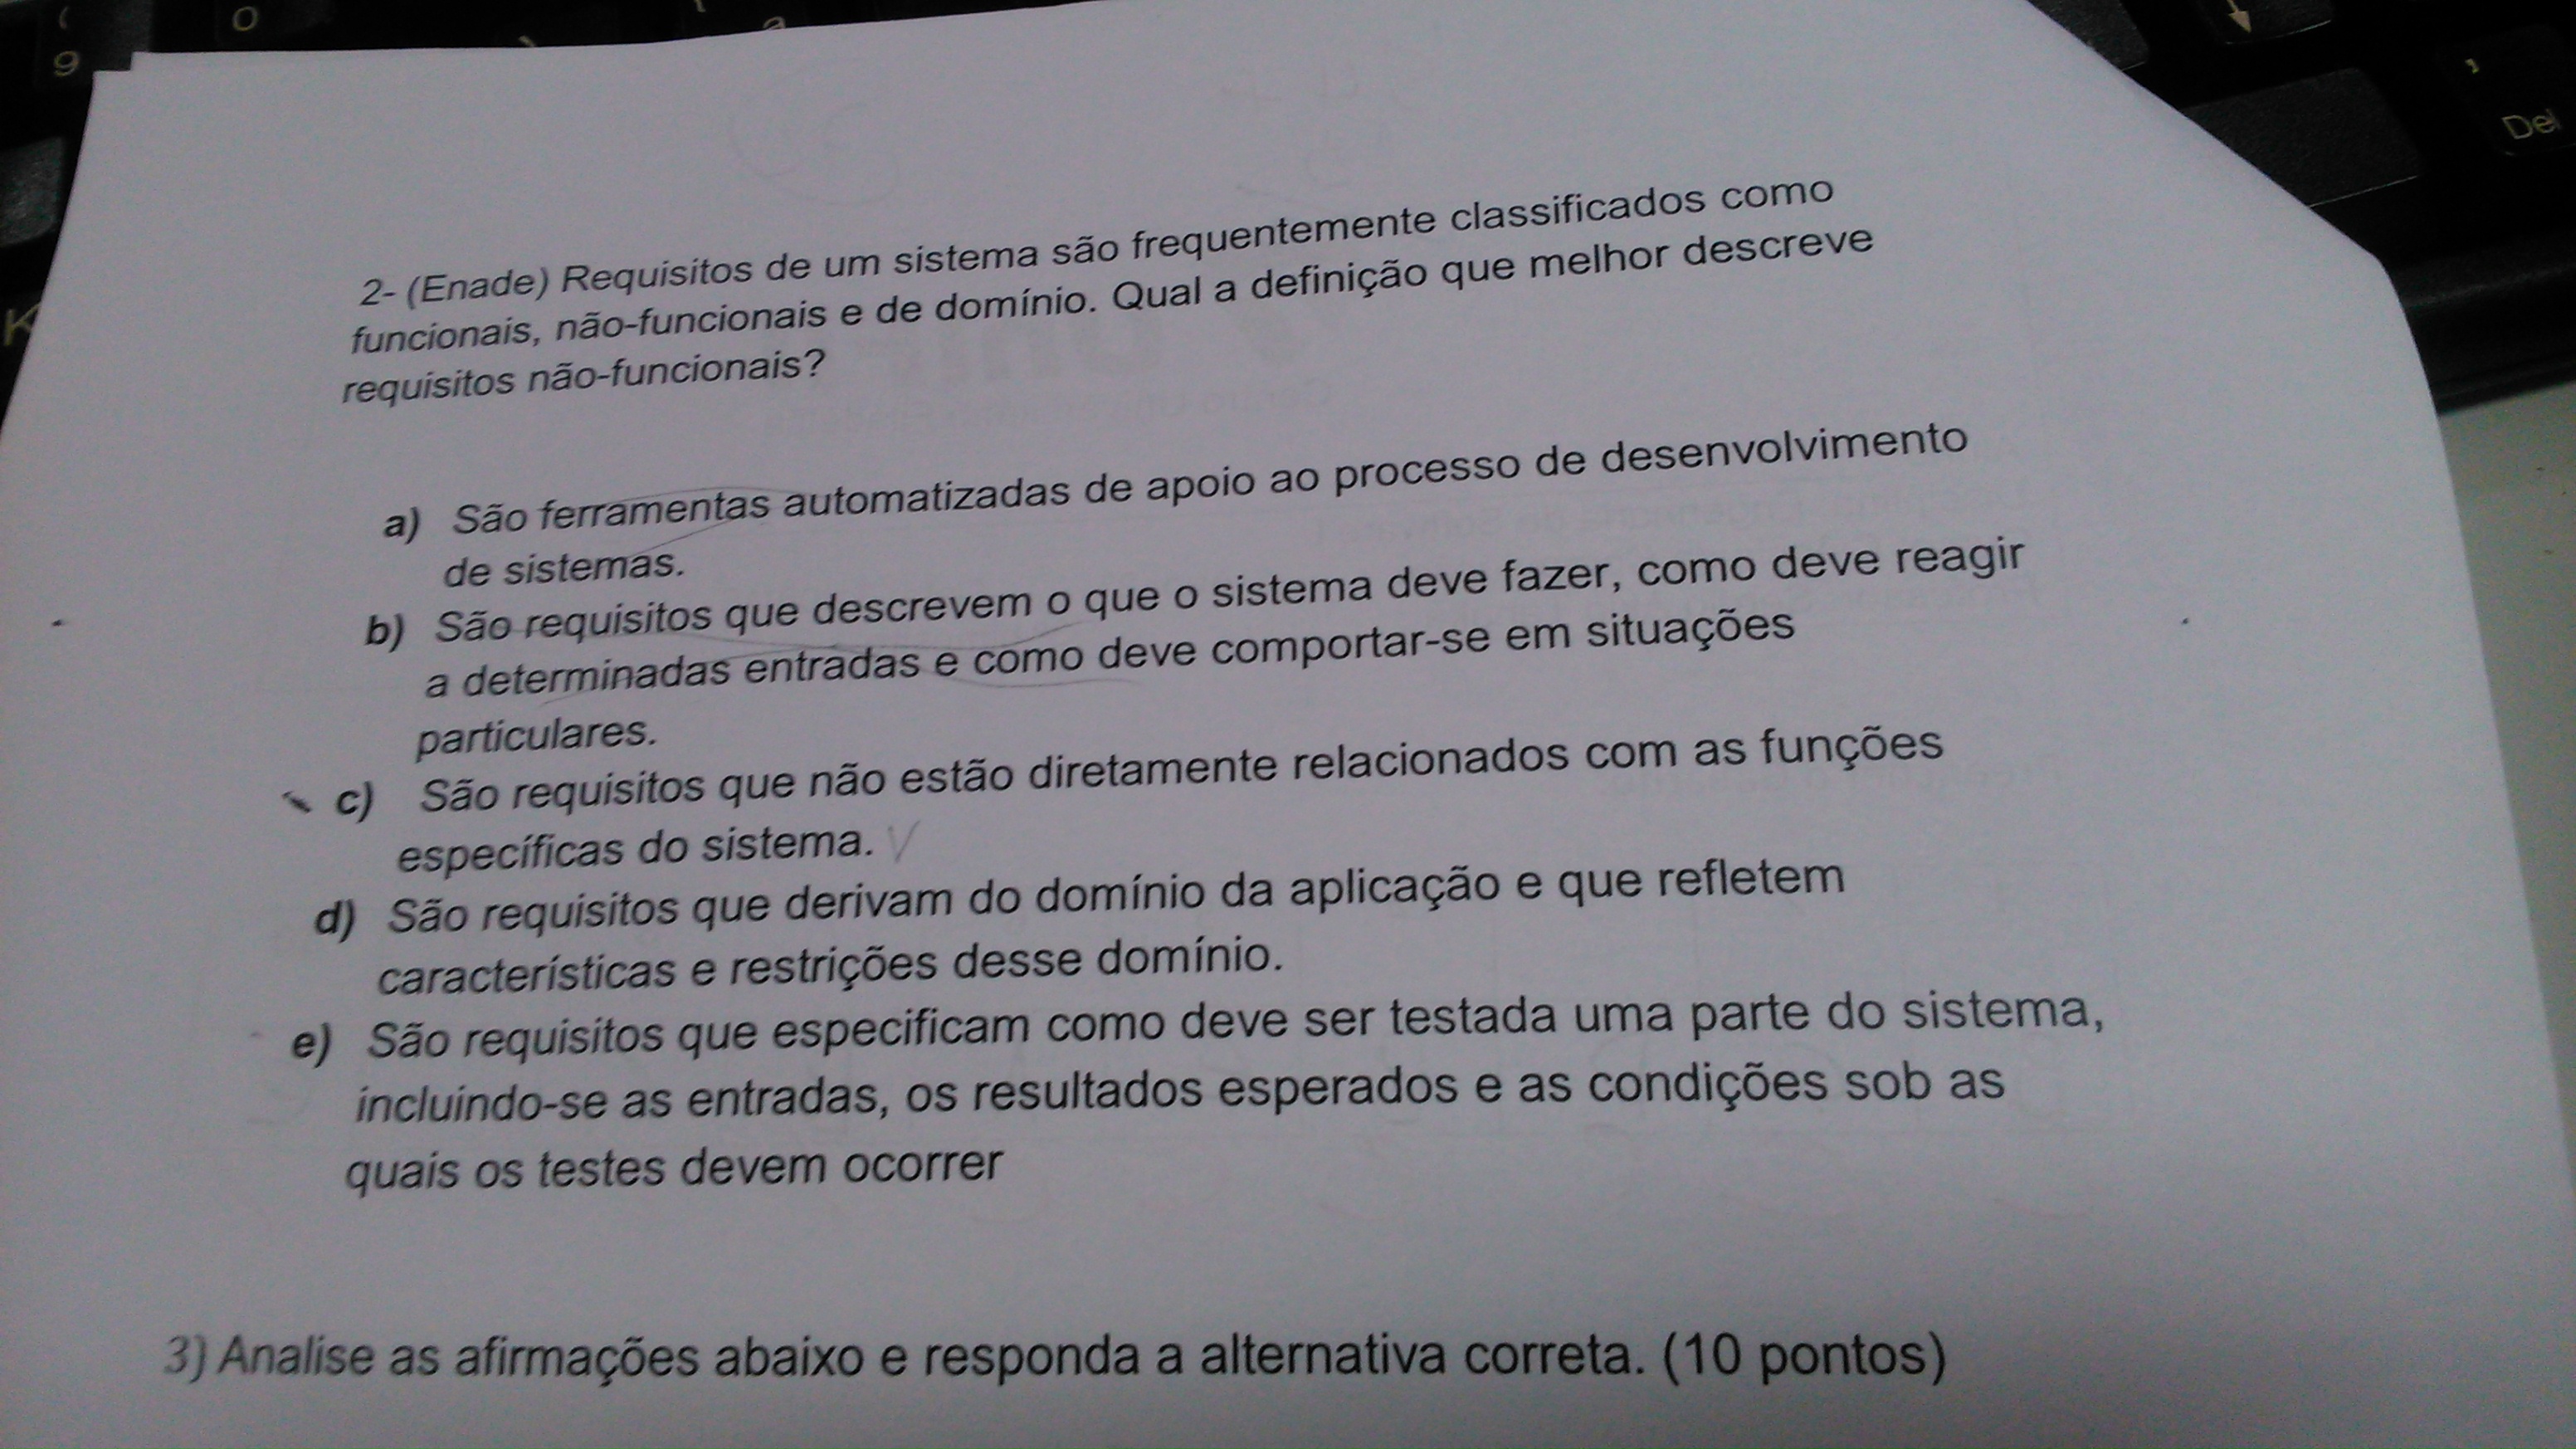 9
O
Del
2- (Enade) Requisitos de um sistema são frequentemente classificados como
funcionais, não-funcionais e de domínio. Qual a definição que melhor descreve
requisitos não-funcionais?
a) São ferramentas automatizadas de apoio ao processo de desenvolvimento
de sistemas.
b) São requisitos que descrevem o que o sistema deve fazer, como deve reagir
a determinadas entradas e como deve comportar-se em situações
particulares.
c) São requisitos que não estão diretamente relacionados com as funções
específicas do sistema.
d) São requisitos que derivam do domínio da aplicação e que refletem
características e restrições desse domínio.
e) São requisitos que especificam como deve ser testada uma parte do sistema,
incluindo-se as entradas, os resultados esperados e as condições sob as
quais os testes devem ocorrer
3) Analise as afirmações abaixo e responda a alternativa correta. (10 pontos)